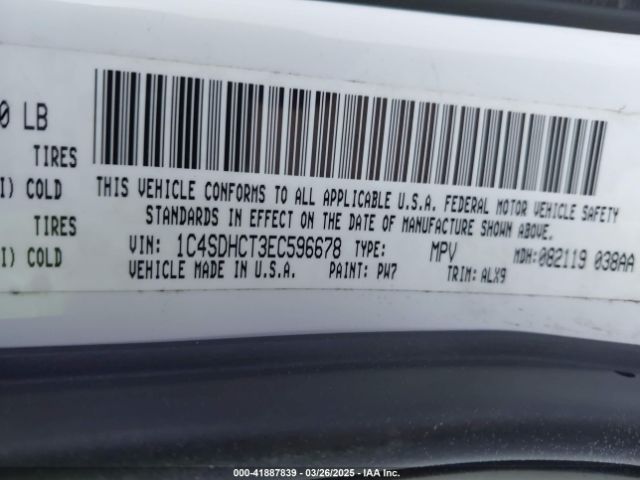 0 LB
TIRES
I) COLD
TIRES
I) COLD
THIS VEHICLE CONFORMS TO ALL APPLICABLE U.S.A. FEDERAL MOTOR VEHICLE SAFETY
STANDARDS IN EFFECT ON THE DATE OF MANUFACTURE SHOWN ABOVE.
VIN: 1C4SDHCT3EC596678 TYPE: MPV MDH:082119 038AA
VEHICLE MADE IN U.S.A. PAINT: PW7 TRIM: ALX9
000-41887839 - 03/26/2025 - IAA Inc.